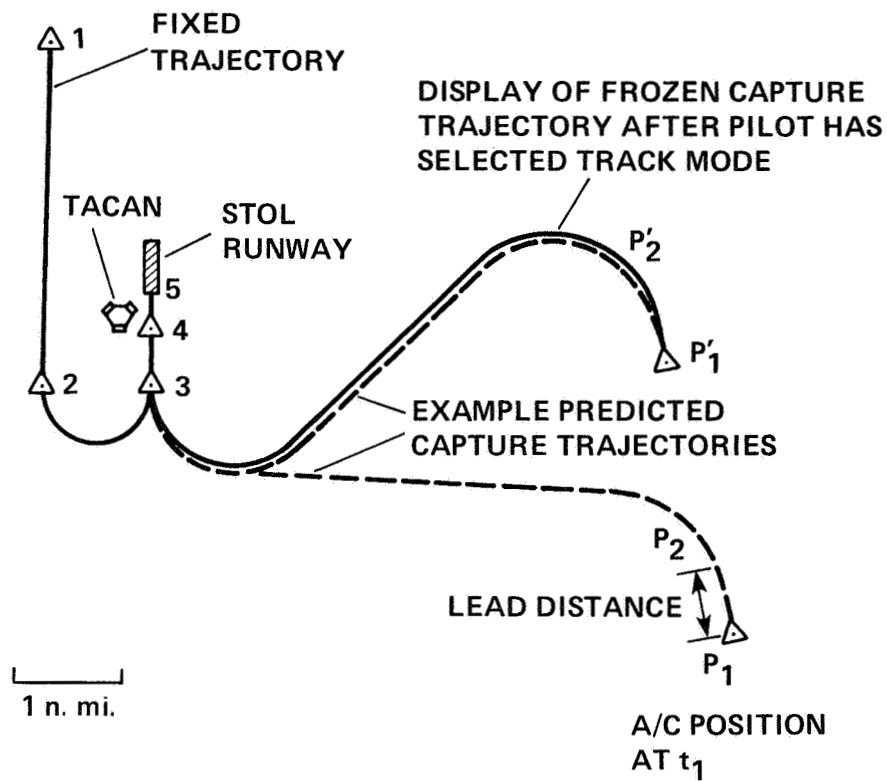 1
FIXED
TRAJECTORY
DISPLAY OF FROZEN CAPTURE
TRAJECTORY AFTER PILOT HAS
SELECTED TRACK MODE
TACAN
STOL
RUNWAY
P'2
5
4
P'1
2
3
EXAMPLE PREDICTED
CAPTURE TRAJECTORIES
P2
LEAD DISTANCE
P1
1 n. mi.
A/C POSITION
AT t1